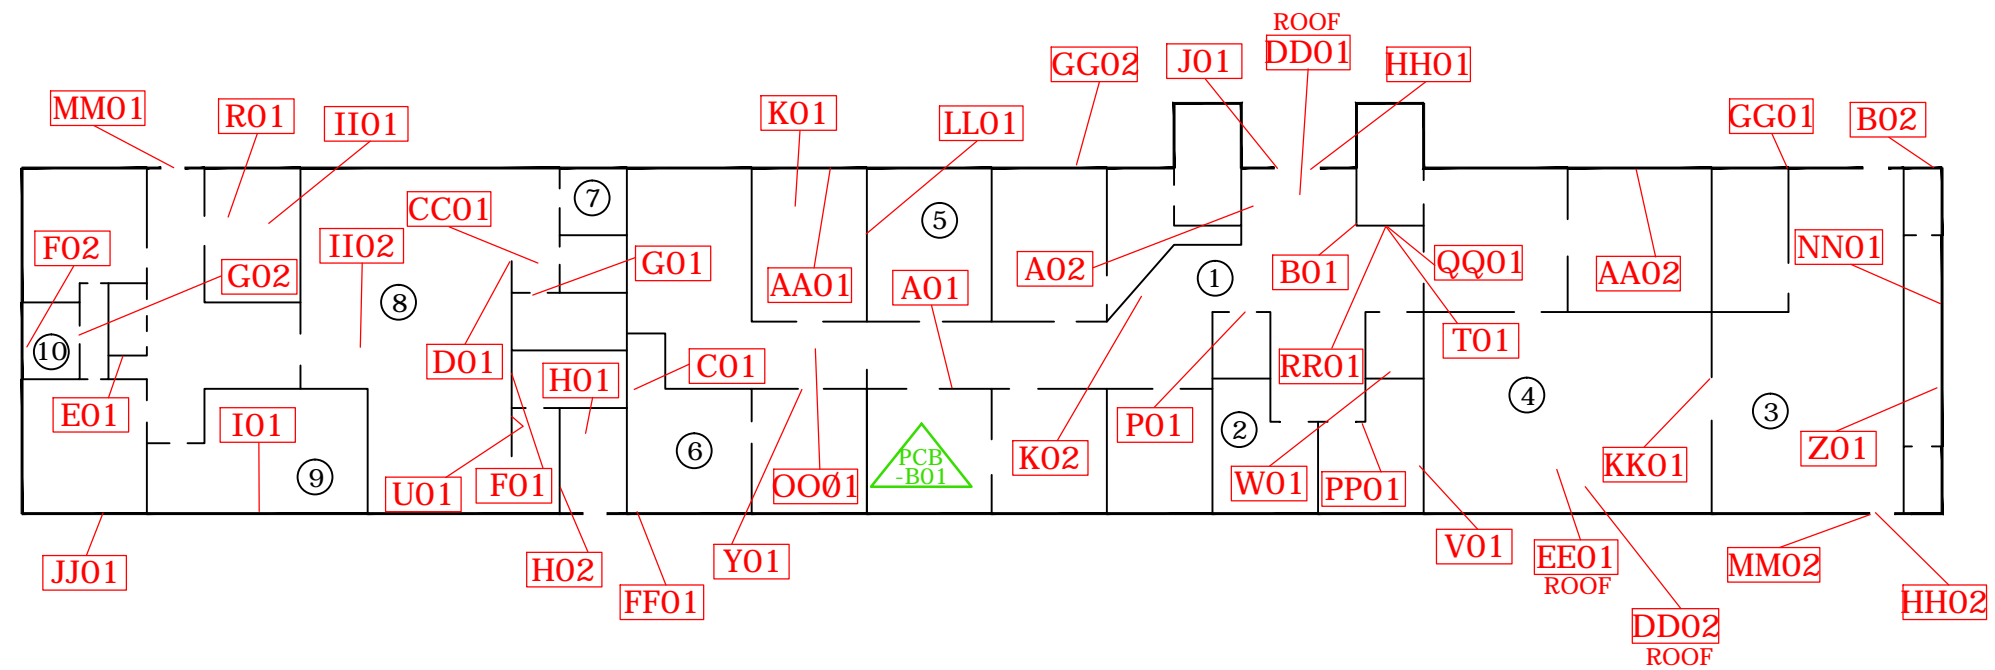 ROOF
DD01
J01
HH01
GG02
MM01
R01
II01
K01
LL01
GG01
B02
CC01
F02
G02
II02
G01
AA01
A01
A02
B01
QQ01
AA02
NN01
7
5
1
8
10
D01
H01
C01
RR01
T01
E01
I01
9
U01
F01
6
PCB
-B01
OOØ1
K02
P01
2
W01
PP01
4
KK01
3
Z01
JJ01
H02
FF01
Y01
V01
EE01
ROOF
MM02
HH02
DD02
ROOF